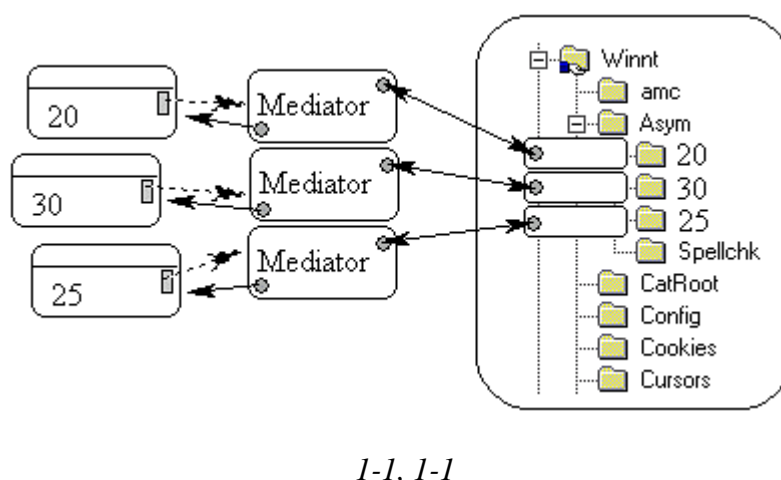 20
Mediator
30
Mediator
25
Mediator
Winnt
amc
Asym
20
30
25
Spellchk
CatRoot
Config
Cookies
Cursors
1-1, 1-1